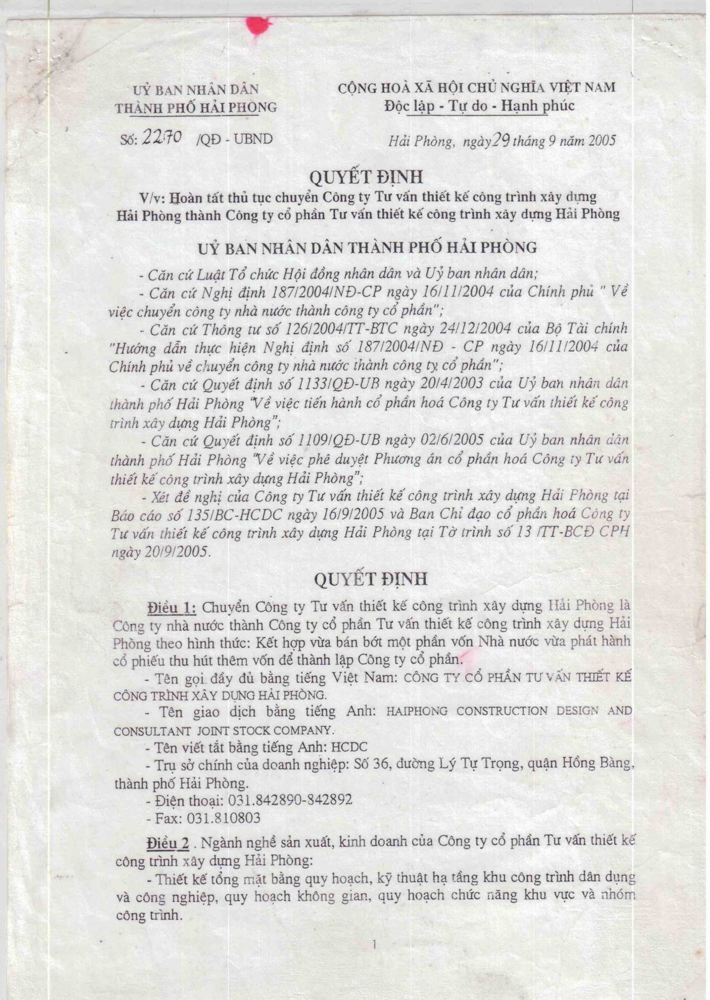 UỶ BAN NHÂN DÂN
THÀNH PHỐ HẢI PHÒNG
Số: 2270 /QĐ - UBND
CỘNG HOÀ XÃ HỘI CHỦ NGHĨA VIỆT NAM
Độc lập - Tự do - Hạnh phúc
Hải Phòng, ngày 29 tháng 9 năm 2005
QUYẾT ĐỊNH
V/v: Hoàn tất thủ tục chuyển Công ty Tư vấn thiết kế công trình xây dựng
Hải Phòng thành Công ty cổ phần Tư vấn thiết kế công trình xây dựng Hải Phòng
UỶ BAN NHÂN DÂN THÀNH PHỐ HẢI PHÒNG
- Căn cứ Luật Tổ chức Hội đồng nhân dân và Uỷ ban nhân dân;
- Căn cứ Nghị định 187/2004/NĐ-CP ngày 16/11/2004 của Chính phủ " Về
việc chuyển công ty nhà nước thành công ty cổ phần";
- Căn cứ Thông tư số 126/2004/TT-BTC ngày 24/12/2004 của Bộ Tài chính
"Hướng dẫn thực hiện Nghị định số 187/2004/NĐ - CP ngày 16/11/2004 của
Chính phủ về chuyển công ty nhà nước thành công ty cổ phần";
- Căn cứ Quyết định số 1133/QĐ-UB ngày 20/4/2003 của Uỷ ban nhân dân
thành phố Hải Phòng “Về việc tiến hành cổ phần hoá Công ty Tư vấn thiết kế công
trình xây dựng Hải Phòng”;
- Căn cứ Quyết định số 1109/QĐ-UB ngày 02/6/2005 của Uỷ ban nhân dân
thành phố Hải Phòng “Về việc phê duyệt Phương án cổ phần hoá Công ty Tư vấn
thiết kế công trình xây dựng Hải Phòng”;
- Xét đề nghị của Công ty Tư vấn thiết kế công trình xây dựng Hải Phòng tại
Báo cáo số 135/BC-HCDC ngày 16/9/2005 và Ban Chỉ đạo cổ phần hoá Công ty
Tư vấn thiết kế công trình xây dựng Hải Phòng tại Tờ trình số 13 /TT-BCĐ CPH
ngày 20/9/2005.
QUYẾT ĐỊNH
Điều 1: Chuyển Công ty Tư vấn thiết kế công trình xây dựng Hải Phòng là
Công ty nhà nước thành Công ty cổ phần Tư vấn thiết kế công trình xây dựng Hải
Phòng theo hình thức: Kết hợp vừa bán bớt một phần vốn Nhà nước vừa phát hành
cổ phiếu thu hút thêm vốn để thành lập Công ty cổ phần.
- Tên gọi đầy đủ bằng tiếng Việt Nam: CÔNG TY CỔ PHẦN TƯ VẤN THIẾT KẾ
CÔNG TRÌNH XÂY DỰNG HẢI PHÒNG.
- Tên giao dịch bằng tiếng Anh: HAIPHONG CONSTRUCTION DESIGN AND
CONSULTANT JOINT STOCK COMPANY.
- Tên viết tắt bằng tiếng Anh: HCDC
- Trụ sở chính của doanh nghiệp: Số 36, đường Lý Tự Trọng, quận Hồng Bàng,
thành phố Hải Phòng.
- Điện thoại: 031.842890-842892
- Fax: 031.810803
Điều 2 . Ngành nghề sản xuất, kinh doanh của Công ty cổ phần Tư vấn thiết kế
công trình xây dựng Hải Phòng:
- Thiết kế tổng mặt bằng quy hoạch, kỹ thuật hạ tầng khu công trình dân dụng
và công nghiệp, quy hoạch không gian, quy hoạch chức năng khu vực và nhóm
công trình.
1